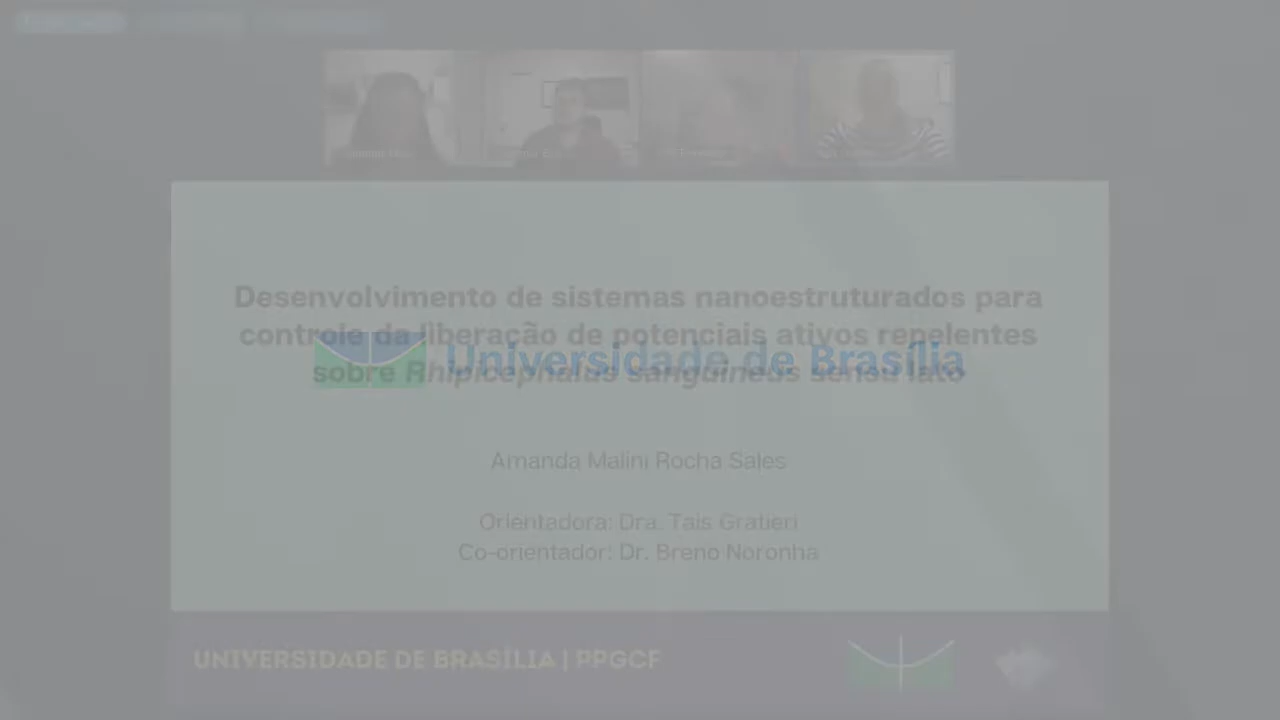 Desenvolvimento de sistemas nanoestruturados para
controle da liberação de potenciais ativos repelentes
Universidade de Brasília
sobre Rhipicephalus sanguineus sensu lato
Amanda Malini Rocha Sales
Orientadora: Dra. Tais Gratieri
Co-orientador: Dr. Breno Noronha
UNIVERSIDADE DE BRASÍLIA | PPGCF